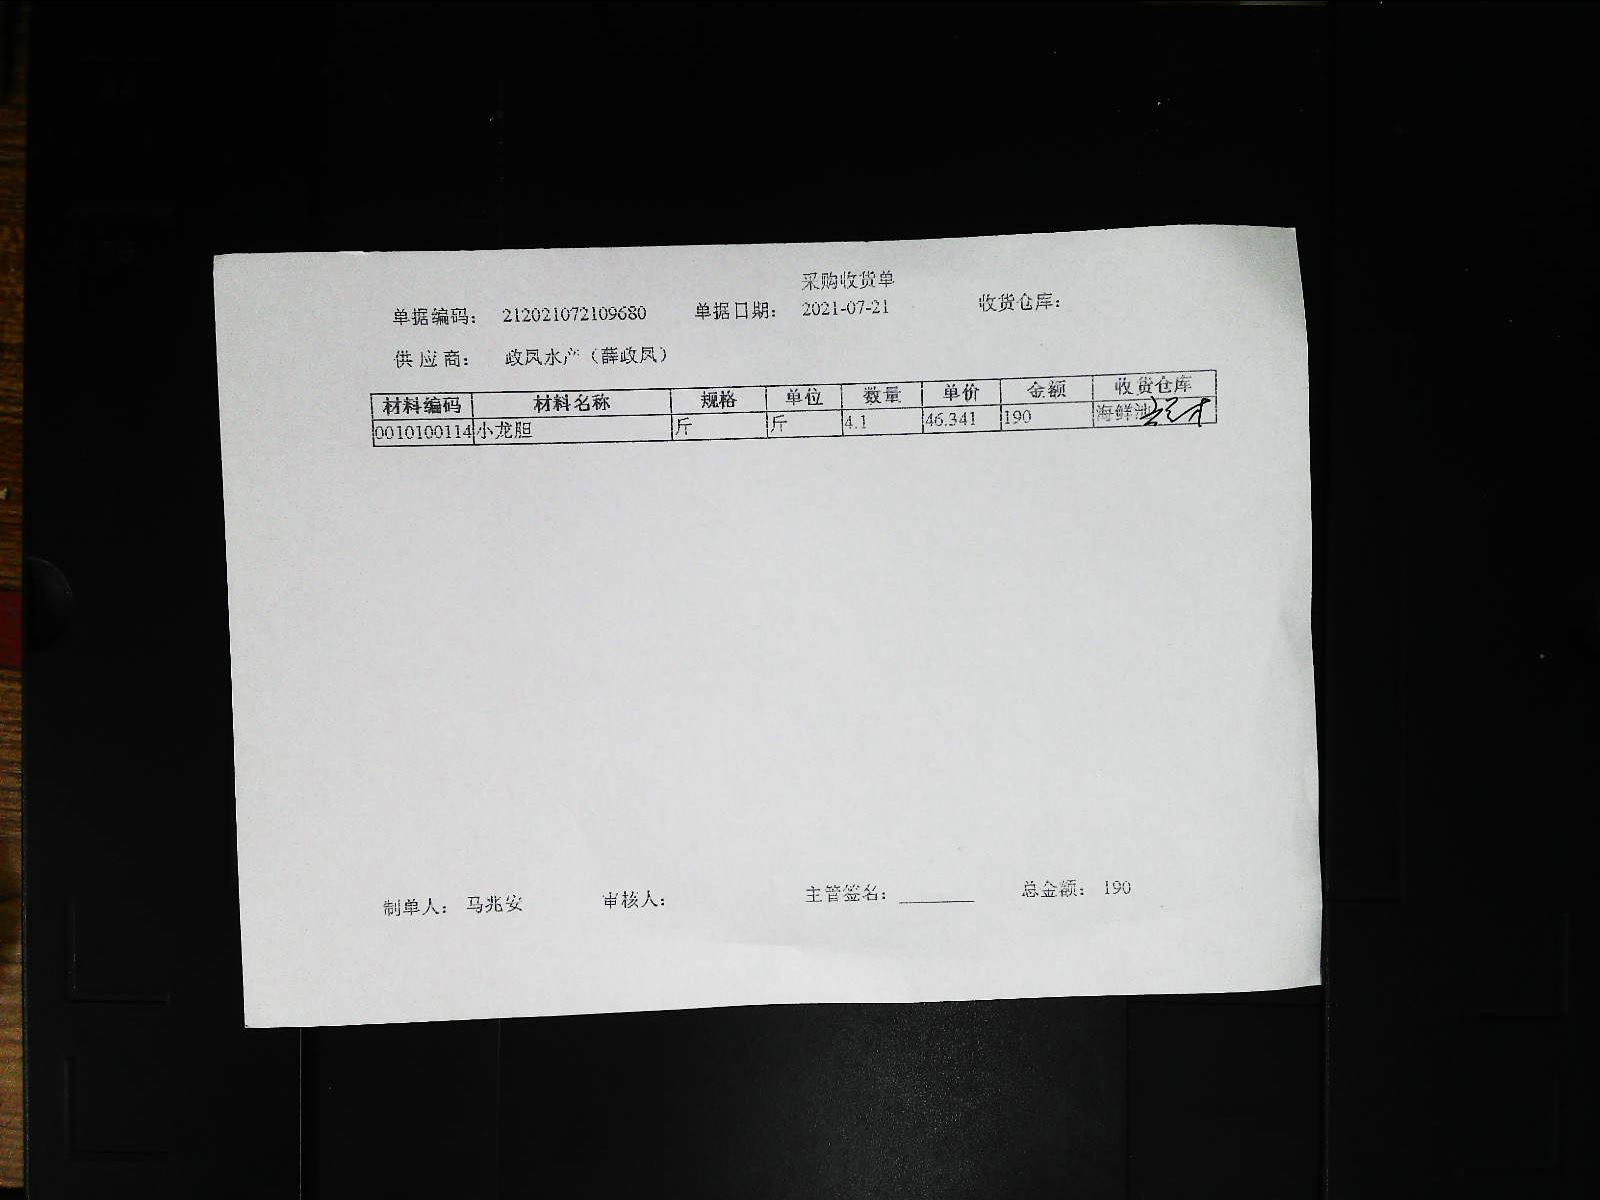 采购收货单
单据编码： 212021072109680 单据日期： 2021-07-21 收货仓库：
供应商： 政凤水产（薛政凤）
材料编码 材料名称 规格 单位 数量 单价 金额 收货仓库
0010100114 小龙胆 斤 斤 4.1 46.341 190 海鲜池
制单人： 马兆安 审核人： 主管签名： 总金额： 190